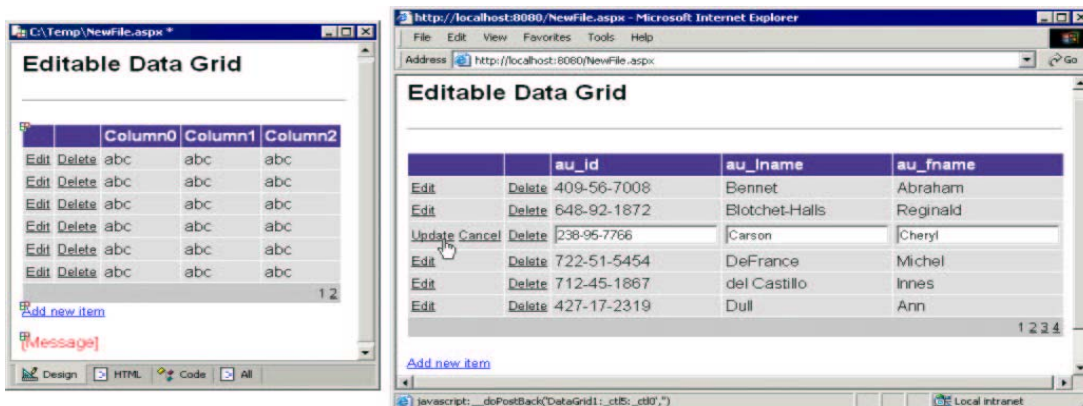 C:\Temp\NewFile.aspx *
Editable Data Grid
Column0 Column1 Column2
Edit Delete abc abc abc
Edit Delete abc abc abc
Edit Delete abc abc abc
Edit Delete abc abc abc
Edit Delete abc abc abc
Edit Delete abc abc abc
1 2
Add new item
[Message]
Design HTML Code All
http://localhost:8080/NewFile.aspx - Microsoft Internet Explorer
File Edit View Favorites Tools Help
Address http://localhost:8080/NewFile.aspx Go
Editable Data Grid
au_id au_lname au_fname
Edit Delete 409-56-7008 Bennet Abraham
Edit Delete 648-92-1872 Blotchet-Halls Reginald
Update Cancel Delete 238-95-7766 Carson Cheryl
Edit Delete 722-51-5454 DeFrance Michel
Edit Delete 712-45-1867 del Castillo Innes
Edit Delete 427-17-2319 Dull Ann
1 2 3 4
Add new item
javascript:__doPostBack('DataGrid1:_ctl5:_ctl0','') Local intranet